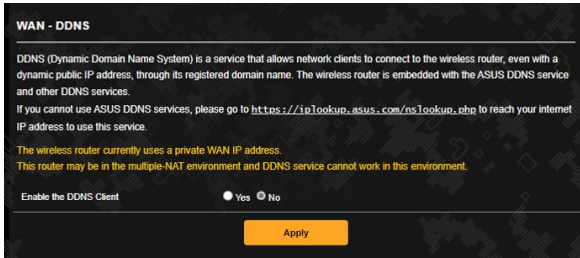 WAN - DDNS
DDNS (Dynamic Domain Name System) is a service that allows network clients to connect to the wireless router, even with a
dynamic public IP address, through its registered domain name. The wireless router is embedded with the ASUS DDNS service
and other DDNS services.
If you cannot use ASUS DDNS services, please go to https://iplookup.asus.com/nslookup.php to reach your internet
IP address to use this service.
The wireless router currently uses a private WAN IP address.
This router may be in the multiple-NAT environment and DDNS service cannot work in this environment.
Enable the DDNS Client Yes No
Apply